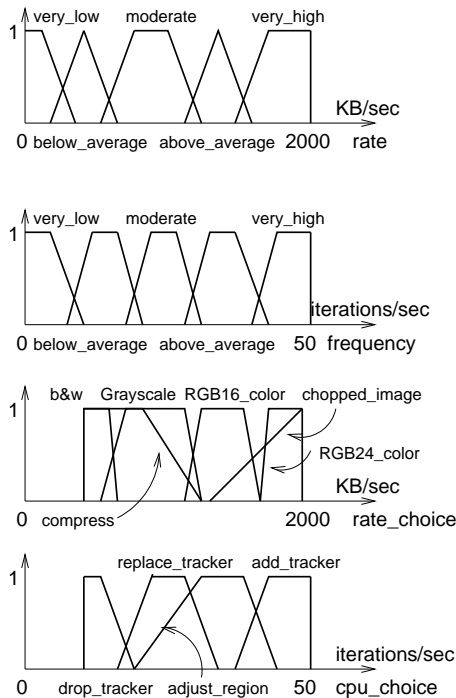 very_low moderate very_high
1
KB/sec
0 below_average above_average 2000 rate
very_low moderate very_high
1
iterations/sec
0 below_average above_average 50 frequency
b&w Grayscale RGB16_color chopped_image
1
RGB24_color
KB/sec
0 compress 2000 rate_choice
replace_tracker add_tracker
1
iterations/sec
0 drop_tracker adjust_region 50 cpu_choice